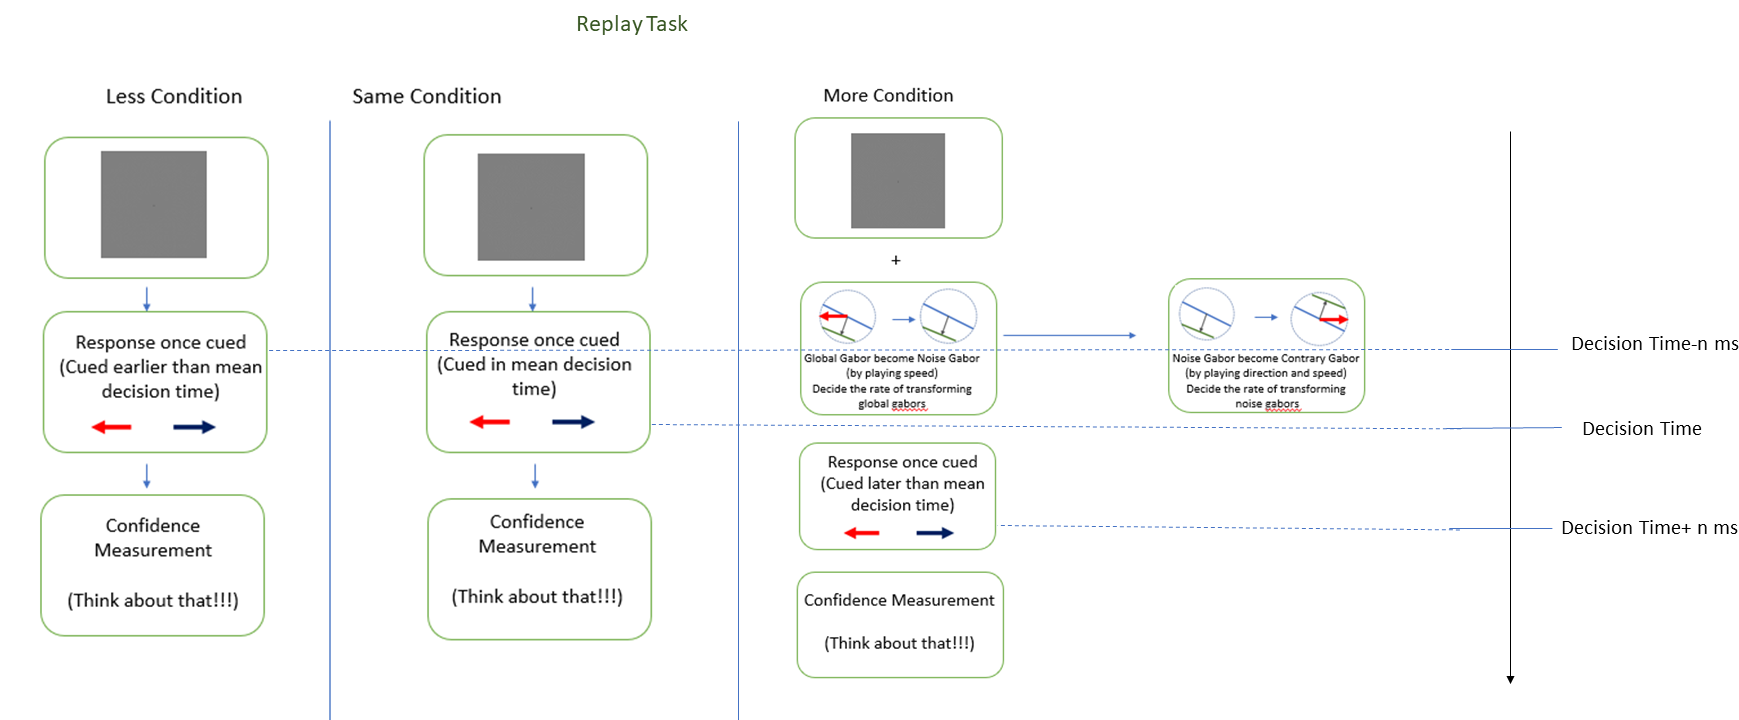 Replay Task
Less Condition
Same Condition
More Condition
Response once cued
(Cued earlier than mean
decision time)
Confidence
Measurement
(Think about that!!!)
Response once cued
(Cued in mean decision
time)
Confidence
Measurement
(Think about that!!!)
+
Global Gabor become Noise Gabor
(by playing speed)
Decide the rate of transforming
global gabors
Noise Gabor become Contrary Gabor
(by playing direction and speed)
Decide the rate of transforming
noise gabors
Response once cued
(Cued later than mean
decision time)
Confidence Measurement
(Think about that!!!)
Decision Time-n ms
Decision Time
Decision Time+ n ms